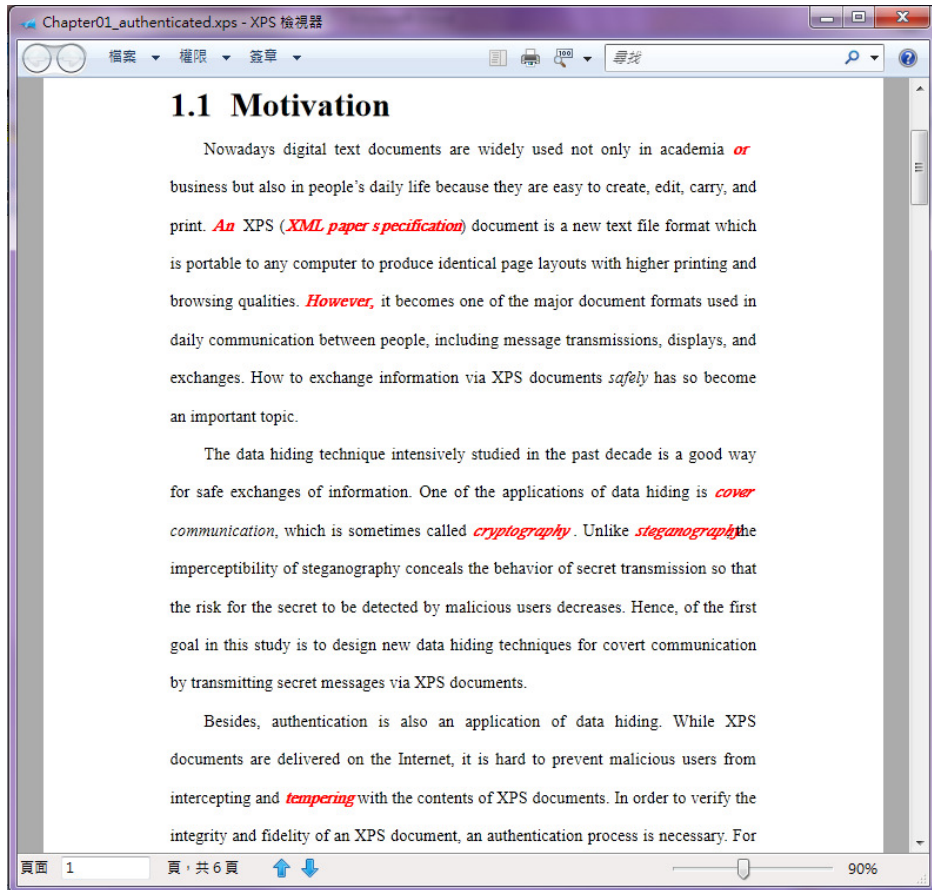 Chapter01_authenticated.xps - XPS 檢視器
檔案 權限 簽章 尋找
1.1 Motivation
Nowadays digital text documents are widely used not only in academia or
business but also in people's daily life because they are easy to create, edit, carry, and
print. An XPS (XML paper specification) document is a new text file format which
is portable to any computer to produce identical page layouts with higher printing and
browsing qualities. However, it becomes one of the major document formats used in
daily communication between people, including message transmissions, displays, and
exchanges. How to exchange information via XPS documents safely has so become
an important topic.
The data hiding technique intensively studied in the past decade is a good way
for safe exchanges of information. One of the applications of data hiding is cover
communication, which is sometimes called cryptography . Unlike steganography the
imperceptibility of steganography conceals the behavior of secret transmission so that
the risk for the secret to be detected by malicious users decreases. Hence, of the first
goal in this study is to design new data hiding techniques for covert communication
by transmitting secret messages via XPS documents.
Besides, authentication is also an application of data hiding. While XPS
documents are delivered on the Internet, it is hard to prevent malicious users from
intercepting and tempering with the contents of XPS documents. In order to verify the
integrity and fidelity of an XPS document, an authentication process is necessary. For
頁面 1 頁，共 6 頁 90%